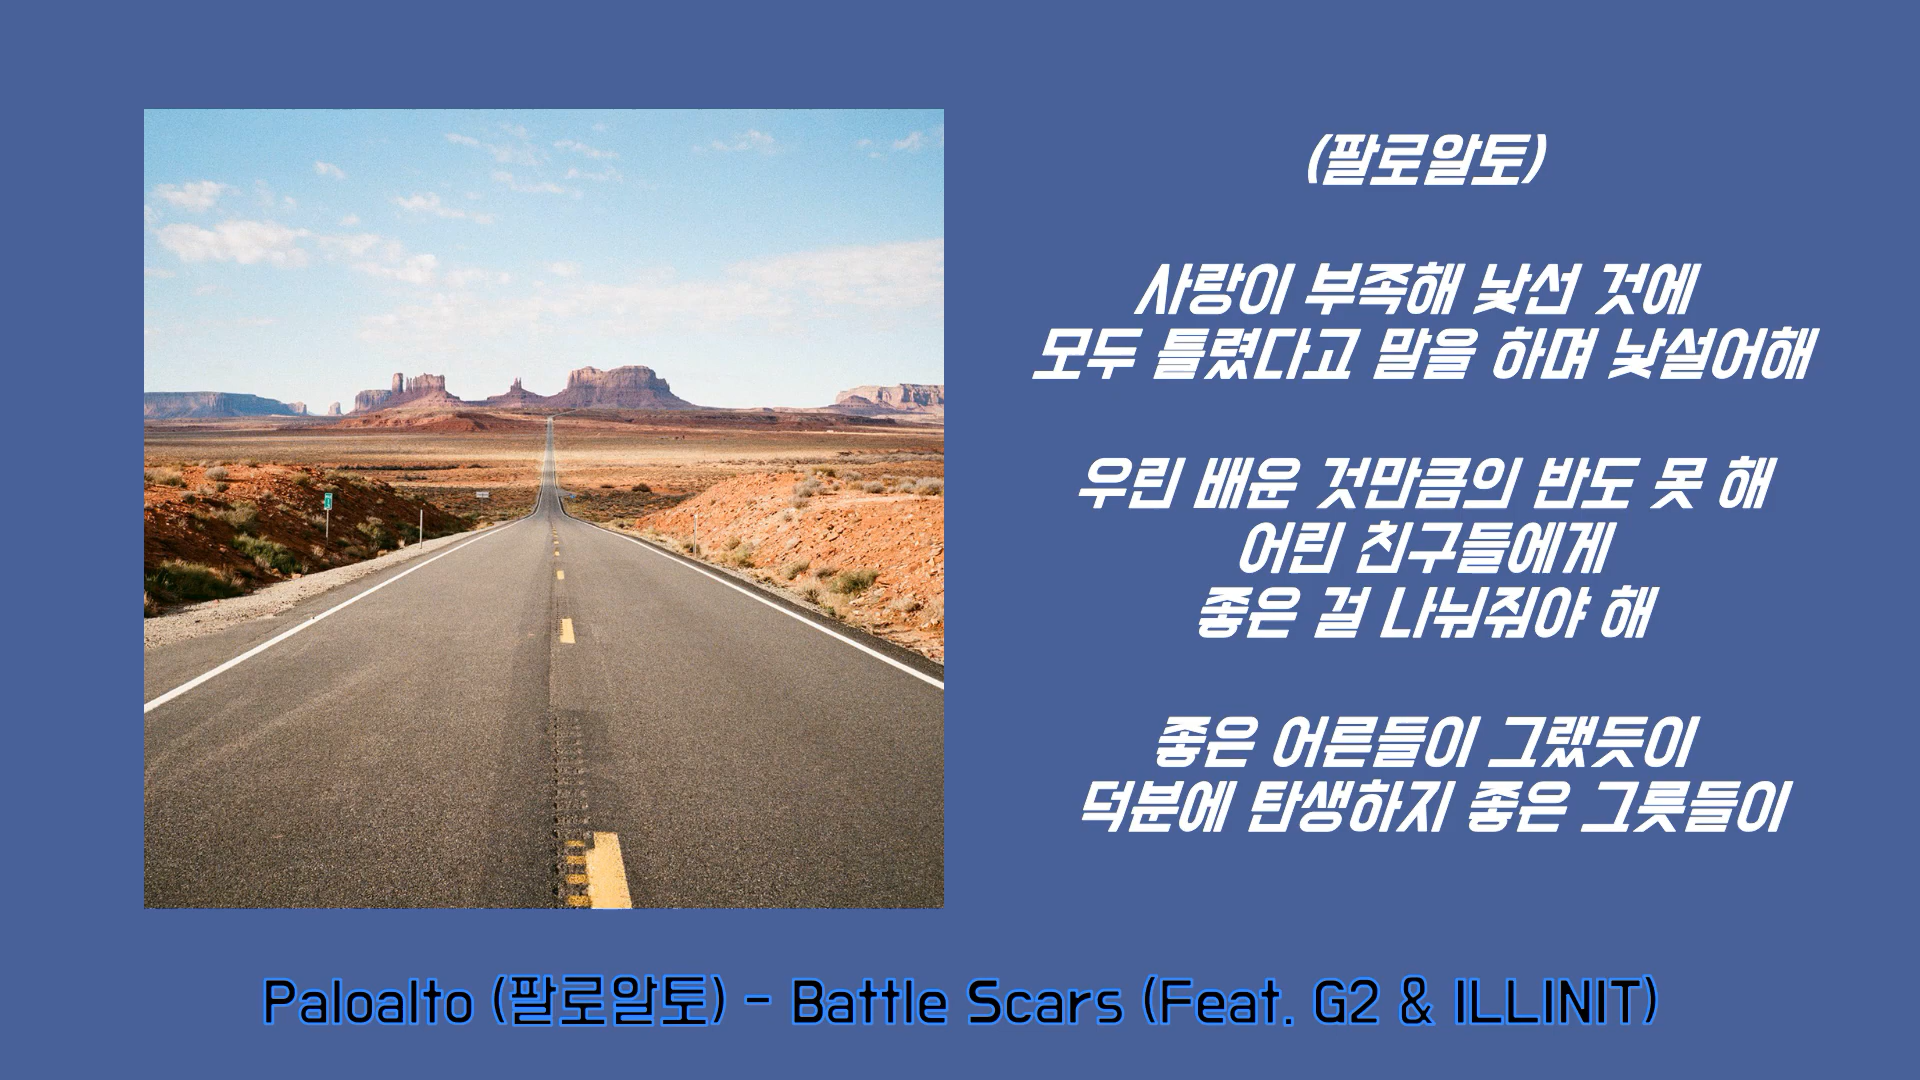 (팔로알토)
사랑이 부족해 낯선 것에
모두 틀렸다고 말을 하며 낯설어해
우린 배운 것만큼의 반도 못 해
어린 친구들에게
좋은 걸 나눠줘야 해
좋은 어른들이 그랬듯이
덕분에 탄생하지 좋은 그릇들이
Paloalto (팔로알토) - Battle Scars (Feat. G2 & ILLINIT)